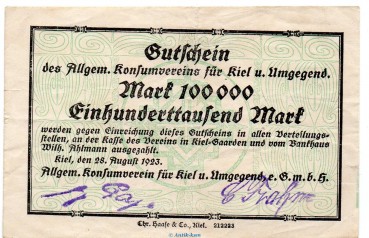 Gutschein
des Allgem. Konsumvereins für Kiel u. Umgegend.
Mark 100000
Einhunderttausend Mark
werden gegen Einreichung dieses Gutscheins in allen Verteilungs-
stellen, an der Kasse des Vereins in Kiel-Gaarden und vom Bankhaus
Wilh. Ahlmann ausgezahlt.
Kiel, den 28. August 1923.
Allgem. Konsumverein für Kiel u. Umgegend, e. G. m. b. H.
Chr. Haase & Co., Kiel. 212223